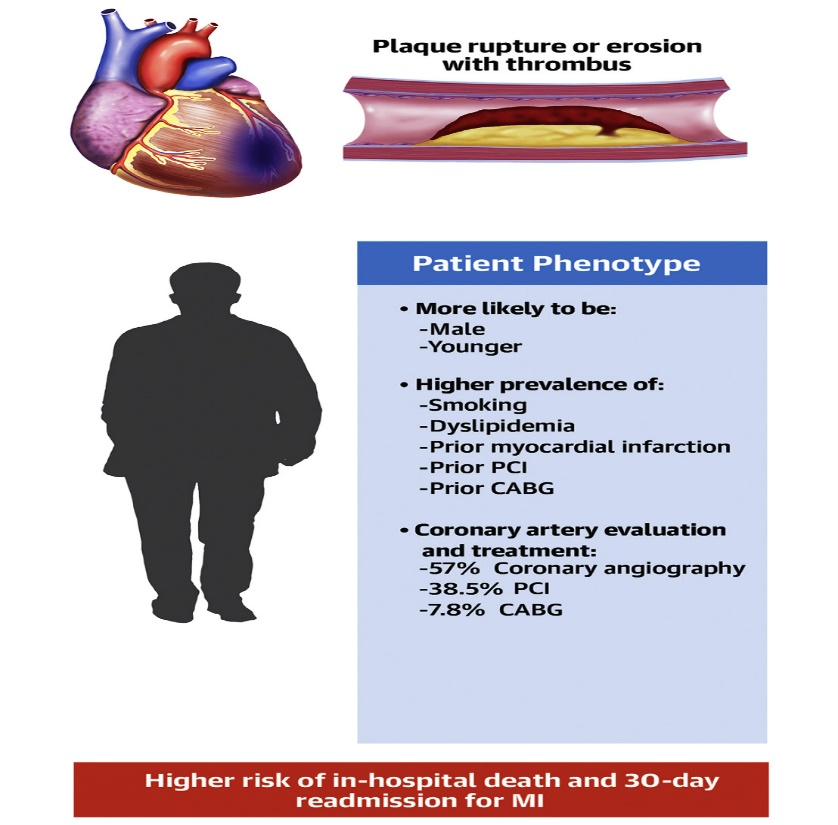 Plaque rupture or erosion
with thrombus
Patient Phenotype
• More likely to be:
-Male
-Younger
• Higher prevalence of:
-Smoking
-Dyslipidemia
-Prior myocardial infarction
-Prior PCI
-Prior CABG
• Coronary artery evaluation
and treatment:
-57% Coronary angiography
-38.5% PCI
-7.8% CABG
Higher risk of in-hospital death and 30-day
readmission for MI